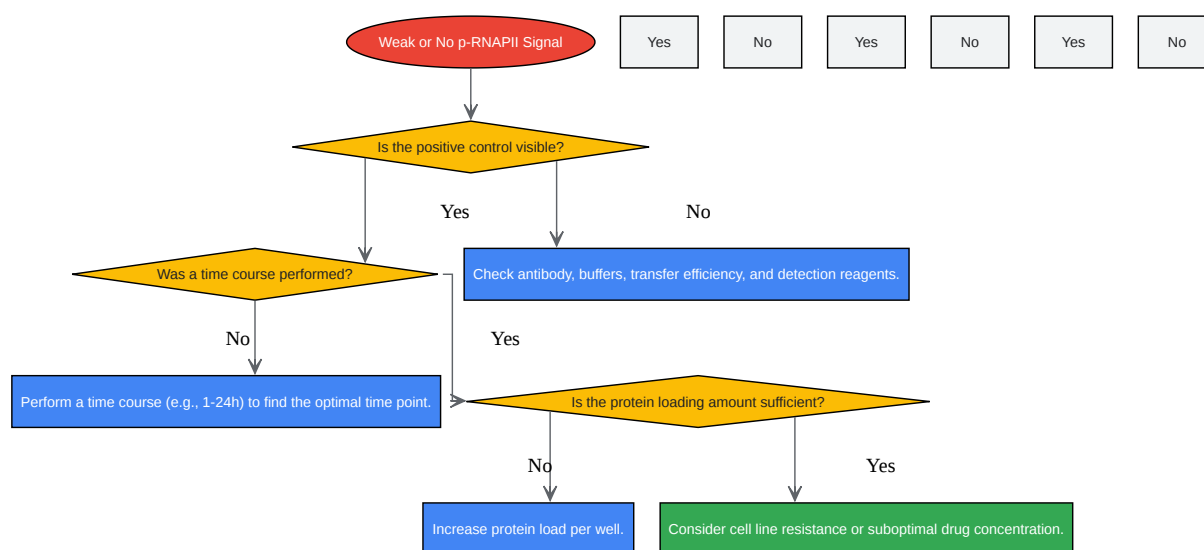 Weak or No p-RNAPII Signal
Yes
No
Yes
No
Yes
No
Is the positive control visible?
Yes
No
Was a time course performed?
Check antibody, buffers, transfer efficiency, and detection reagents.
No
Yes
Perform a time course (e.g., 1-24h) to find the optimal time point.
Is the protein loading amount sufficient?
No
Yes
Increase protein load per well.
Consider cell line resistance or suboptimal drug concentration.